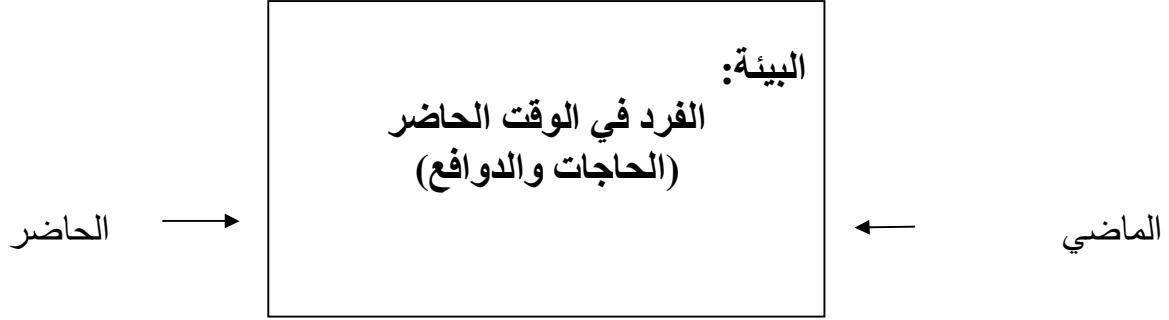 البيئة:
الفرد في الوقت الحاضر
(الحاجات والدوافع)
الماضي
الحاضر